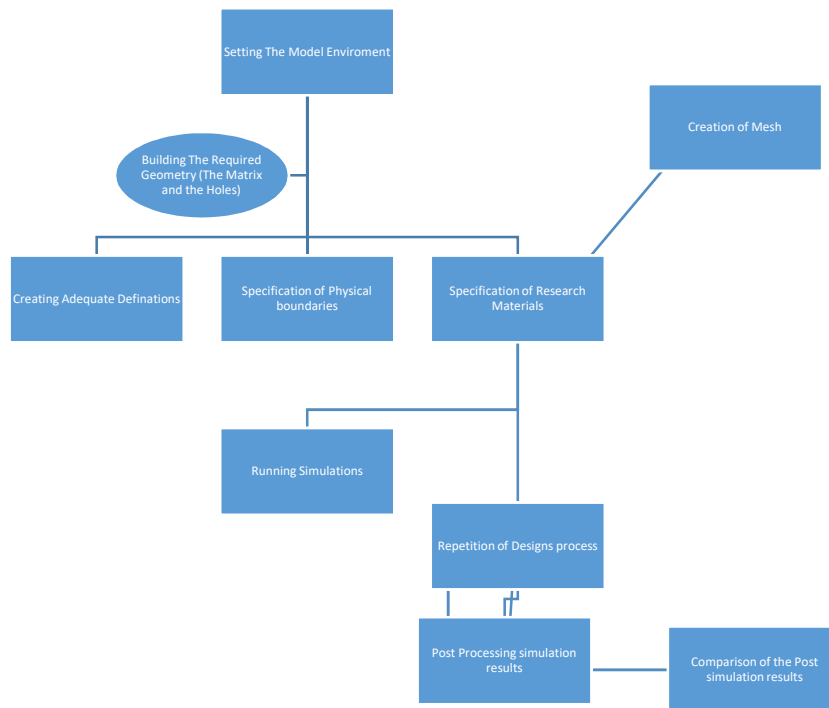 Setting The Model Enviroment
Creation of Mesh
Building The Required
Geometry (The Matrix
and the Holes)
Creating Adequate Definations
Specification of Physical
boundaries
Specification of Research
Materials
Running Simulations
Repetition of Designs process
Post Processing simulation
results
Comparison of the Post
simulation results